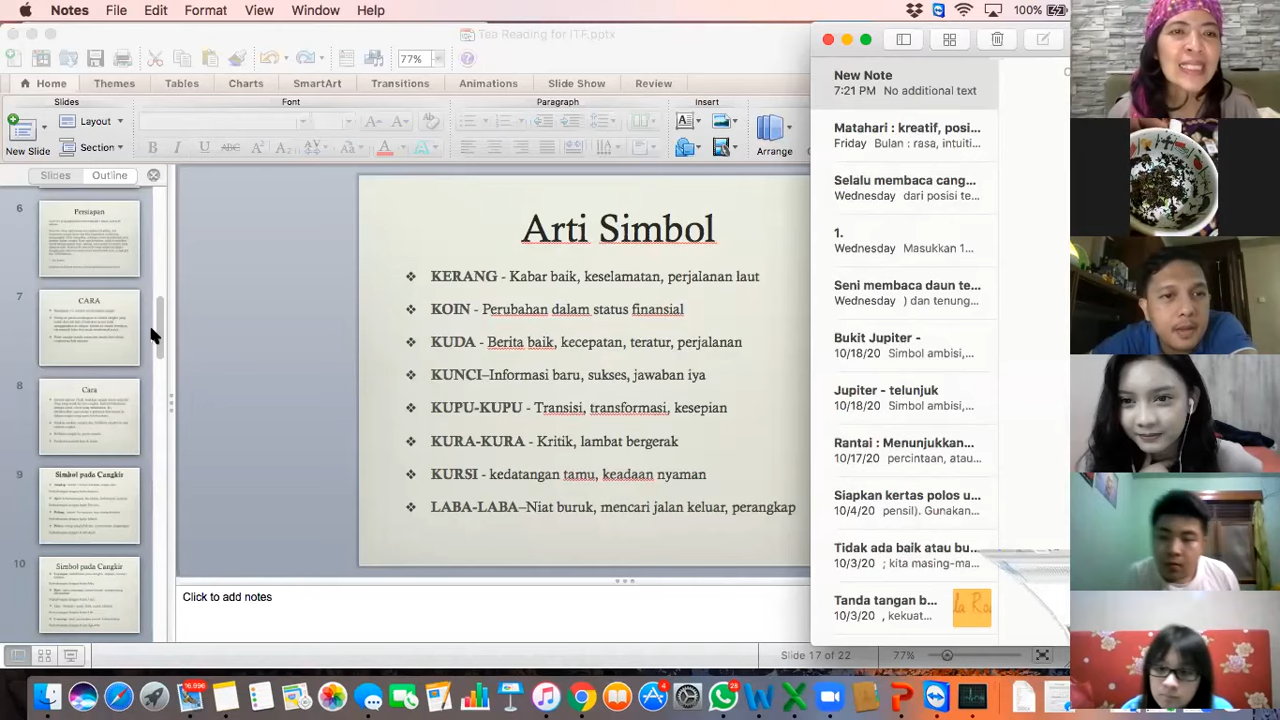 Notes File Edit Format View Window Help
100%
Tea Reading for ITF.pptx
77%
Home Themes Tables Charts SmartArt Transitions Animations Slide Show Review
Slides Font Paragraph Insert
Layout
Section
B I U
Arrange
Slides Outline
6
Persiapan
7
CARA
8
Cara
9
Simbol pada Cangkir
10
Simbol pada Cangkir
Arti Simbol
❖ KERANG - Kabar baik, keselamatan, perjalanan laut
❖ KOIN - Perubahan dalam status finansial
❖ KUDA - Berita baik, kecepatan, teratur, perjalanan
❖ KUNCI–Informasi baru, sukses, jawaban iya
❖ KUPU-KUPU - Transisi, transformasi, kesepian
❖ KURA-KURA - Kritik, lambat bergerak
❖ KURSI - kedatangan tamu, keadaan nyaman
❖ LABA-LABA–Niat buruk, mencari jalan keluar, perangkap
Click to add notes
Slide 17 of 22 77%
New Note
7:21 PM No additional text
Matahari : kreatif, posi...
Friday Bulan : rasa, intuiti...
Selalu membaca cang...
Wednesday dari posisi te...
1.
Wednesday Masukkan 1...
Seni membaca daun te...
Wednesday ) dan tenung...
Bukit Jupiter -
10/18/20 Simbol ambisi,...
Jupiter - telunjuk
10/18/20 Simbol ambisi,...
Rantai : Menunjukkan...
10/17/20 percintaan, atau...
Siapkan kertas polos u...
10/4/20 pensil). Gunakan...
Tidak ada baik atau bu...
10/3/20 ; kita masing-ma...
Tanda tangan b...
10/3/20 , kekuat...